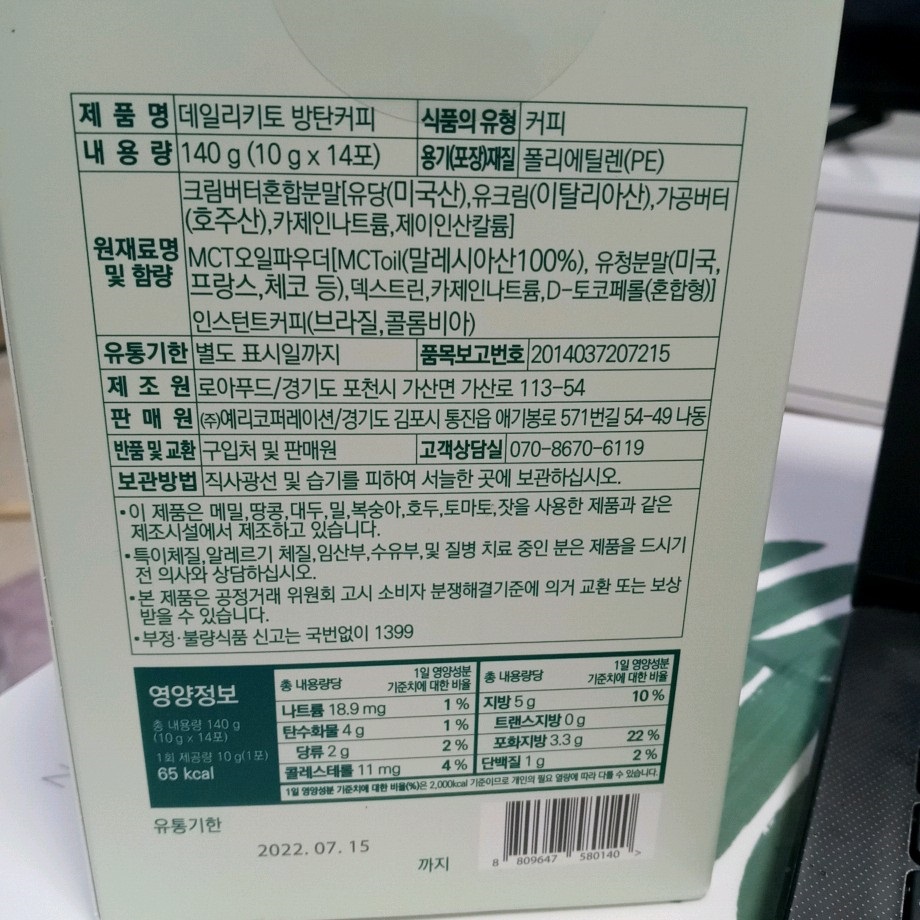 제 품 명 데일리키토 방탄커피 식품의 유형 커피
내 용 량 140 g (10 g x 14포) 용기(포장)재질 폴리에틸렌(PE)
크림버터혼합분말[유당(미국산),유크림(이탈리아산),가공버터
(호주산),카제인나트륨,제이인산칼륨]
원재료명 및 함량 MCT오일파우더[MCToil(말레시아산100%), 유청분말(미국,
프랑스,체코 등),덱스트린,카제인나트륨,D-토코페롤(혼합형)]
인스턴트커피(브라질,콜롬비아)
유통기한 별도 표시일까지 품목보고번호 2014037207215
제 조 원 로아푸드/경기도 포천시 가산면 가산로 113-54
판 매 원 ㈜예리코퍼레이션/경기도 김포시 통진읍 애기봉로 571번길 54-49 나동
반품 및 교환 구입처 및 판매원 고객상담실 070-8670-6119
보관방법 직사광선 및 습기를 피하여 서늘한 곳에 보관하십시오.
•이 제품은 메밀,땅콩,대두,밀,복숭아,호두,토마토,잣을 사용한 제품과 같은
제조시설에서 제조하고 있습니다.
•특이체질,알레르기 체질,임산부,수유부,및 질병 치료 중인 분은 제품을 드시기
전 의사와 상담하십시오.
•본 제품은 공정거래 위원회 고시 소비자 분쟁해결기준에 의거 교환 또는 보상
받을 수 있습니다.
•부정·불량식품 신고는 국번없이 1399
영양정보
총 내용량 140 g
(10 g x 14포)
1회 제공량 10 g(1포)
65 kcal
총 내용량당 1일 영양성분 기준치에 대한 비율
나트륨 18.9 mg 1 %
탄수화물 4 g 1 %
당류 2 g 2 %
콜레스테롤 11 mg 4 %
총 내용량당 1일 영양성분 기준치에 대한 비율
지방 5 g 10 %
트랜스지방 0 g
포화지방 3.3 g 22 %
단백질 1 g 2 %
1일 영양성분 기준치에 대한 비율(%)은 2,000kcal 기준이므로 개인의 필요 열량에 따라 다를 수 있습니다.
유통기한
2022. 07. 15
까지
8 809647 580140 >